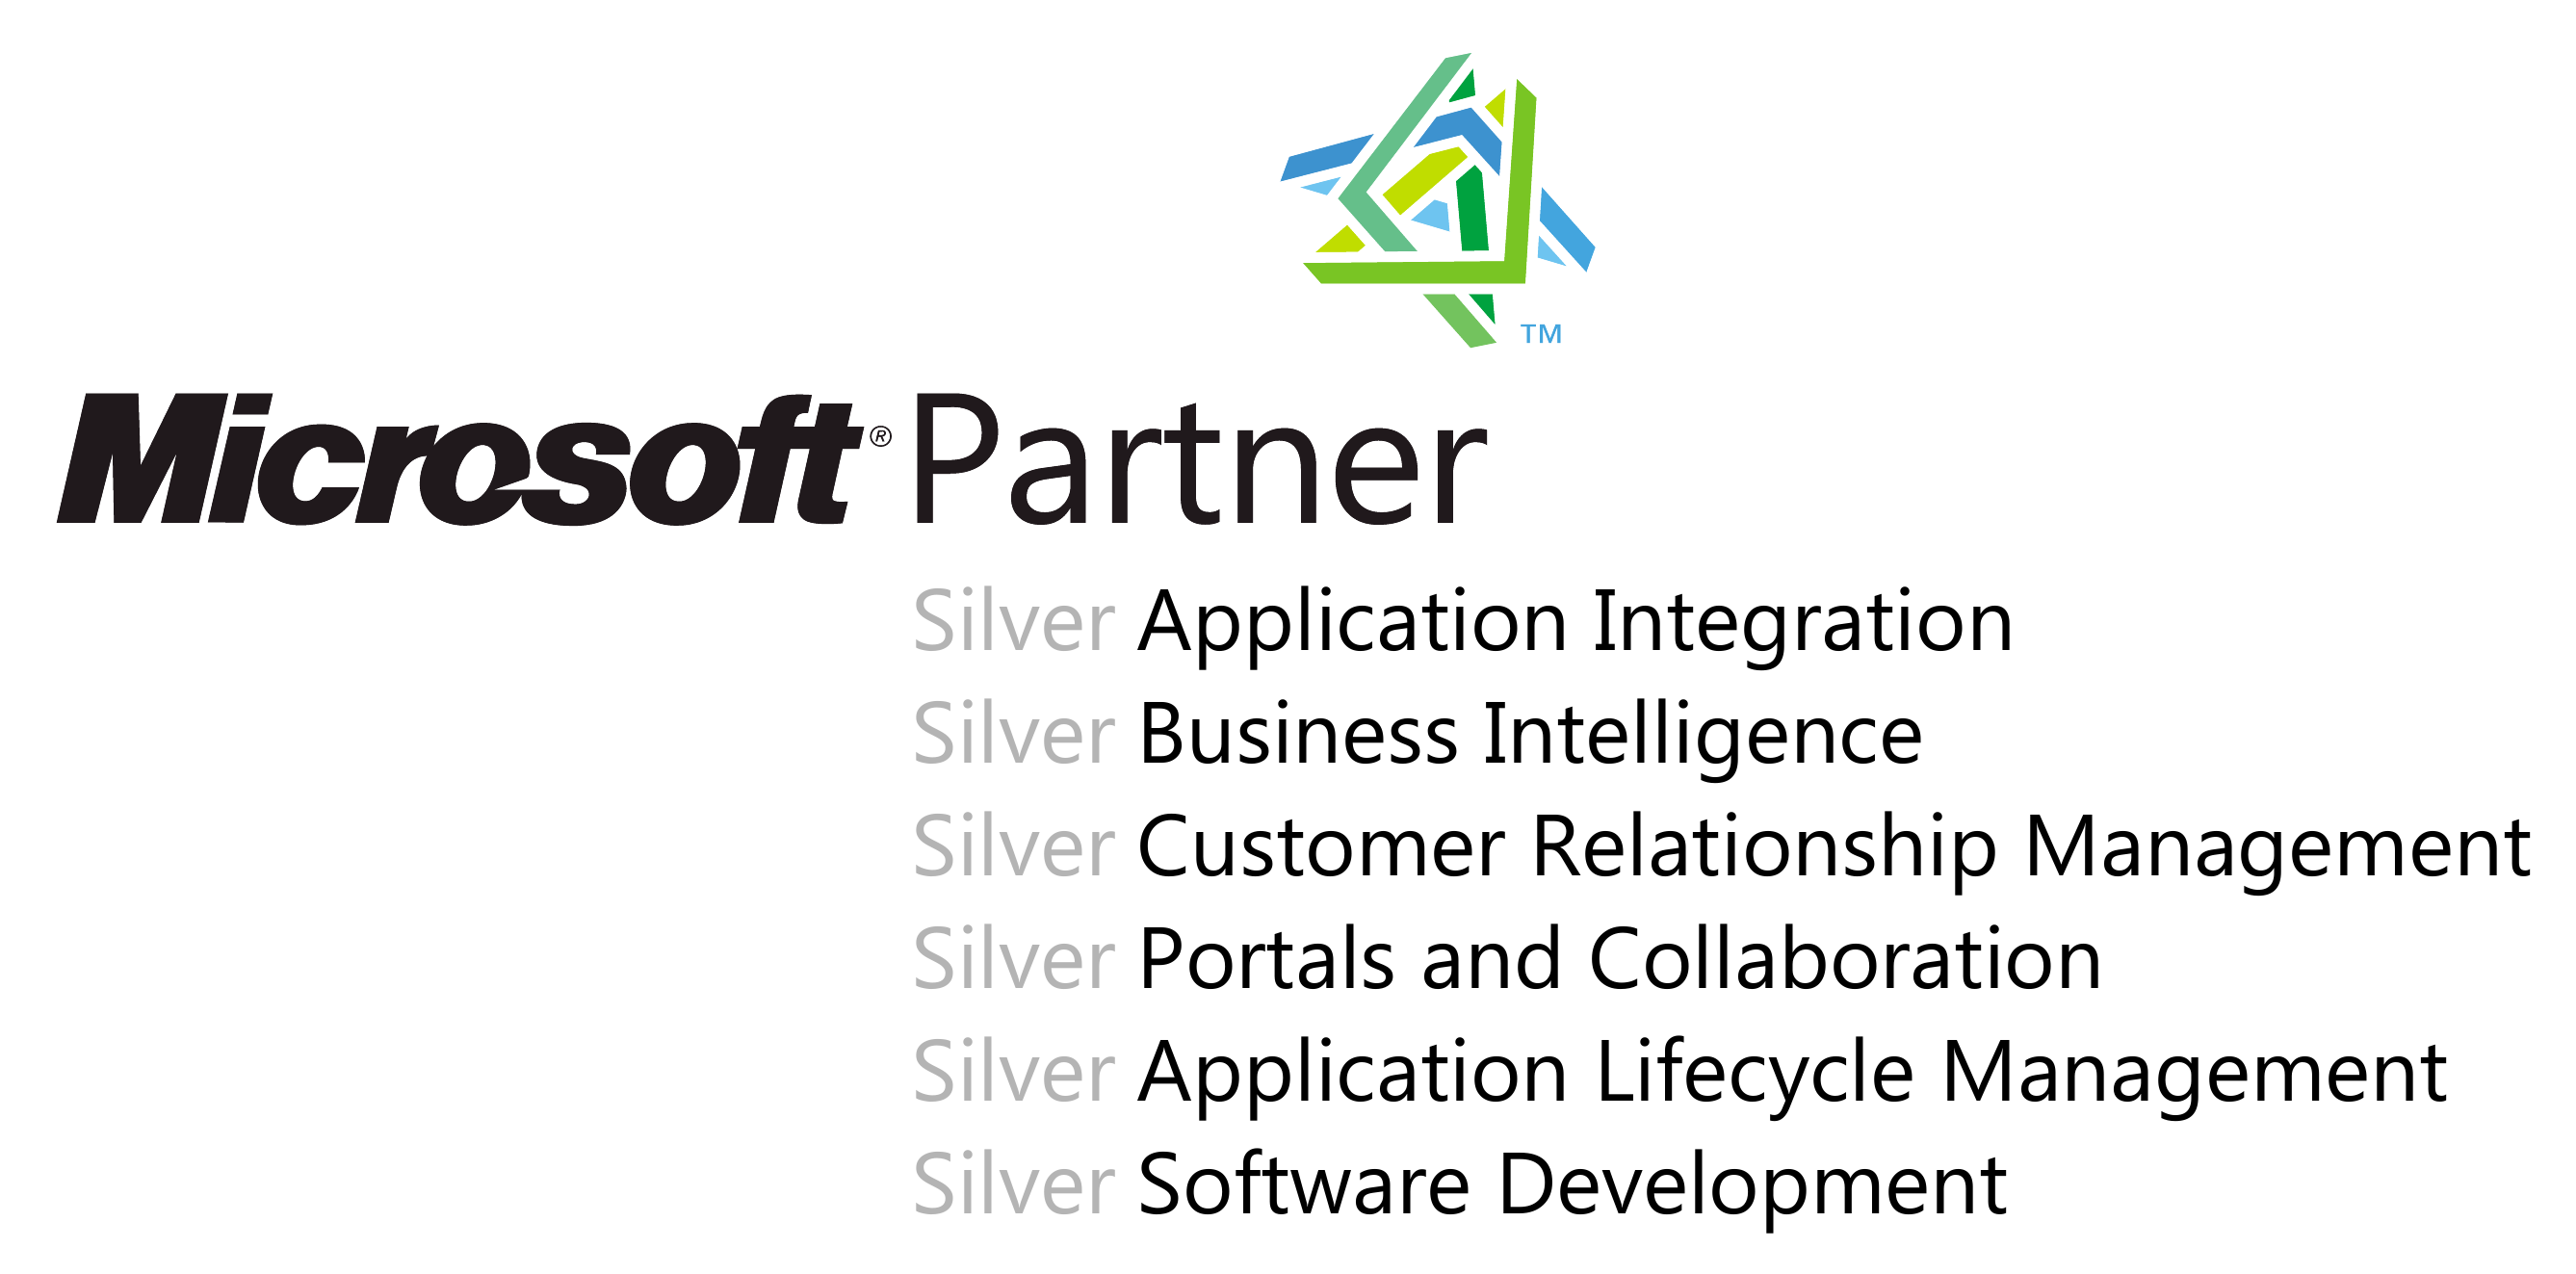 TM
Microsoft® Partner
Silver Application Integration
Silver Business Intelligence
Silver Customer Relationship Management
Silver Portals and Collaboration
Silver Application Lifecycle Management
Silver Software Development